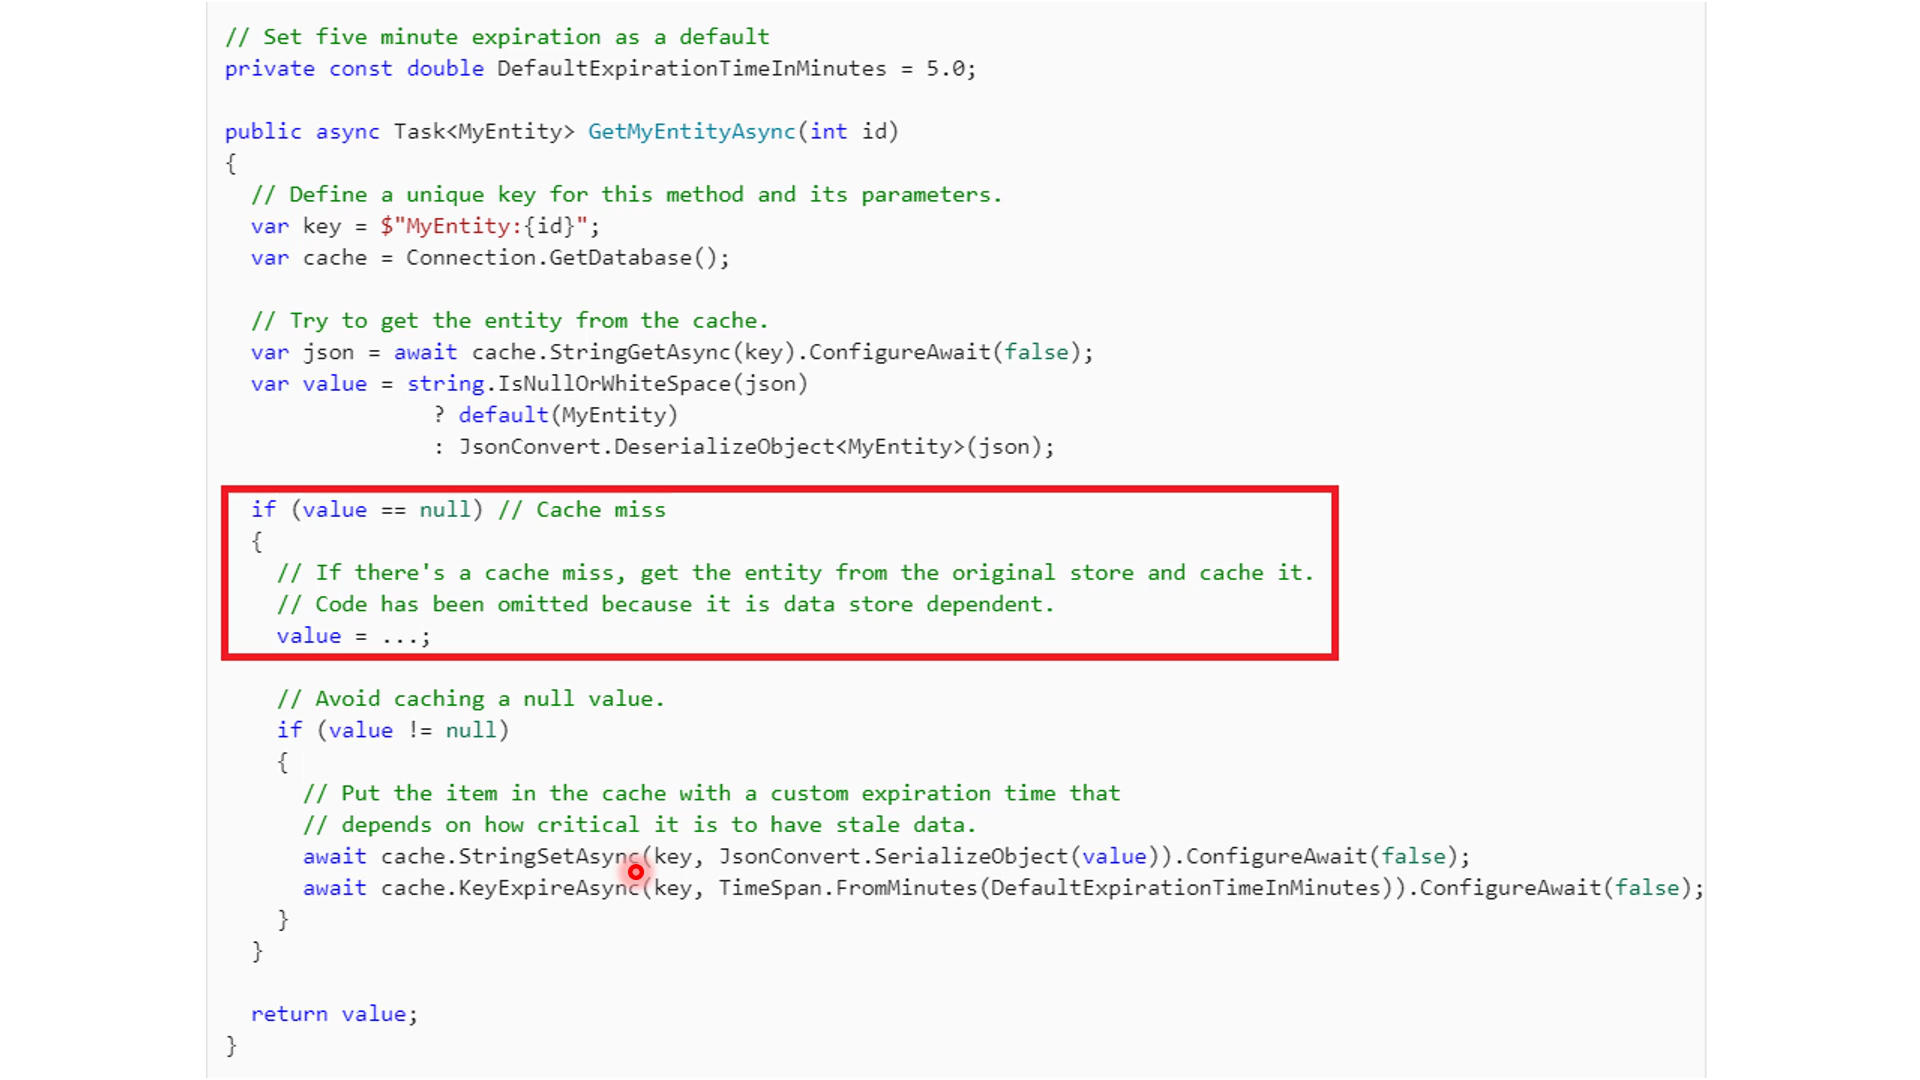 // Set five minute expiration as a default
private const double DefaultExpirationTimeInMinutes = 5.0;
public async Task<MyEntity> GetMyEntityAsync(int id)
{
// Define a unique key for this method and its parameters.
var key = $"MyEntity:{id}";
var cache = Connection.GetDatabase();
// Try to get the entity from the cache.
var json = await cache.StringGetAsync(key).ConfigureAwait(false);
var value = string.IsNullOrWhiteSpace(json)
? default(MyEntity)
: JsonConvert.DeserializeObject<MyEntity>(json);
if (value == null) // Cache miss
{
// If there's a cache miss, get the entity from the original store and cache it.
// Code has been omitted because it is data store dependent.
value = ...;
// Avoid caching a null value.
if (value != null)
{
// Put the item in the cache with a custom expiration time that
// depends on how critical it is to have stale data.
await cache.StringSetAsync(key, JsonConvert.SerializeObject(value)).ConfigureAwait(false);
await cache.KeyExpireAsync(key, TimeSpan.FromMinutes(DefaultExpirationTimeInMinutes)).ConfigureAwait(false);
}
}
return value;
}